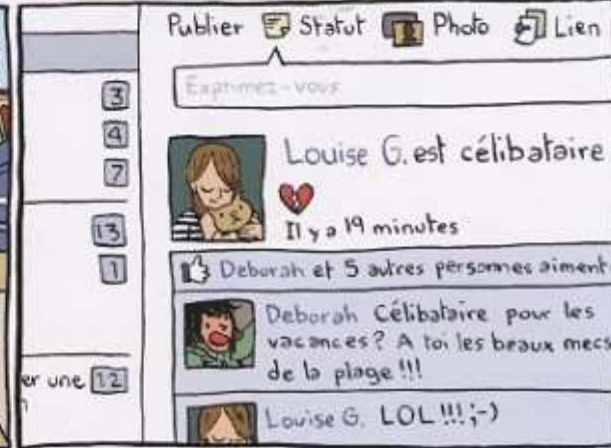 Publier Statut Photo Lien
Exprimez-vous
3
4
7
13
1
er une 12
Louise G. est célibataire
Il y a 19 minutes
Deborah et 5 autres personnes aiment
Deborah Célibataire pour les
vacances? A toi les beaux mecs
de la plage!!!
Louise G. LOL!!! ;-)